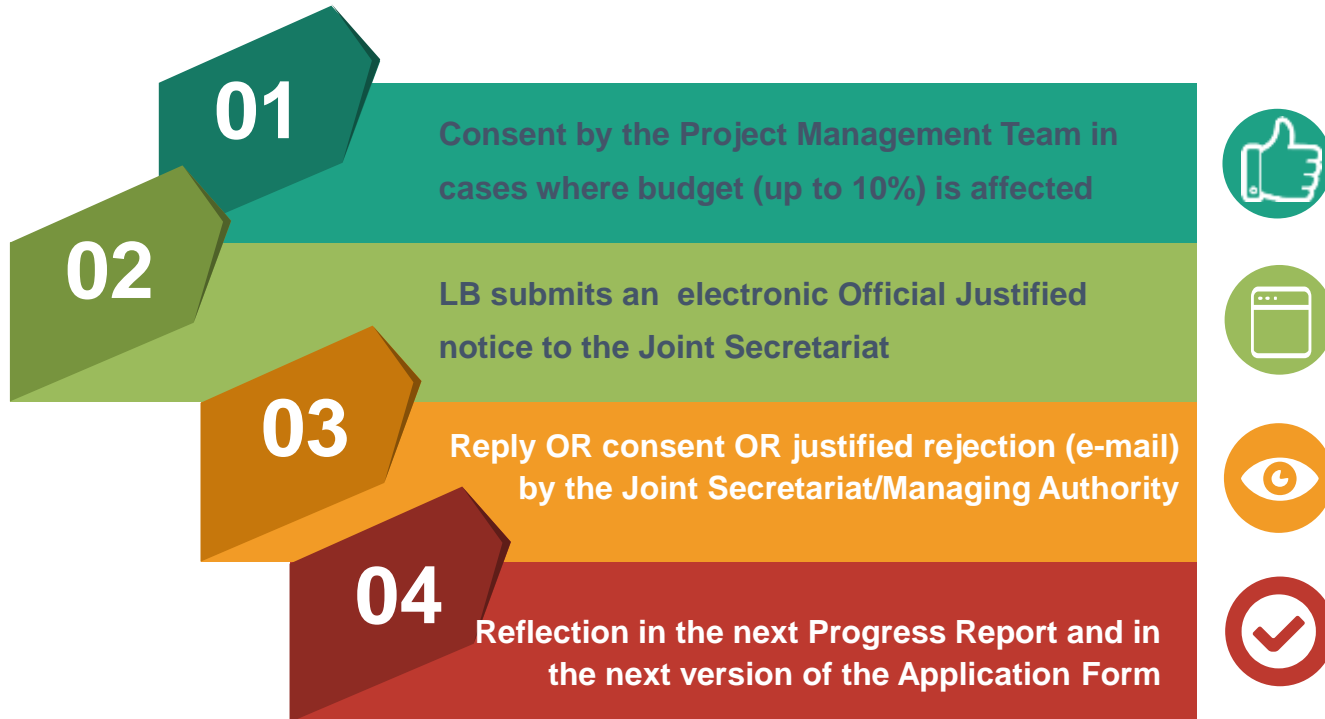 01
Consent by the Project Management Team in
cases where budget (up to 10%) is affected
02
LB submits an  electronic Official Justified
notice to the Joint Secretariat
03
Reply OR consent OR justified rejection (e-mail)
by the Joint Secretariat/Managing Authority
04
Reflection in the next Progress Report and in
the next version of the Application Form